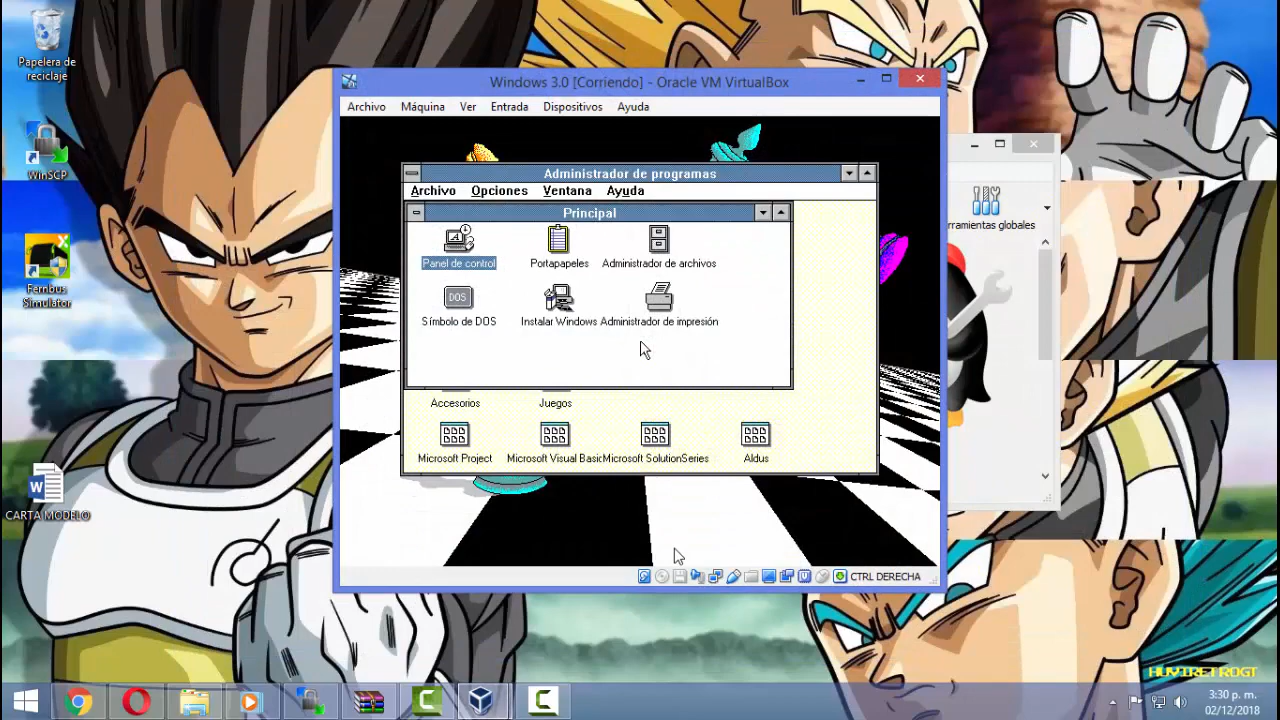 Papelera de
reciclaje
WinSCP
Fernbus
Simulator
CARTA MODELO
Windows 3.0 [Corriendo] - Oracle VM VirtualBox
Archivo Máquina Ver Entrada Dispositivos Ayuda
Administrador de programas
Archivo Opciones Ventana Ayuda
Principal
Panel de control Portapapeles Administrador de archivos
DOS
Símbolo de DOS Instalar Windows Administrador de impresión
Accesorios Juegos
Microsoft Project Microsoft Visual Basic Microsoft SolutionSeries Aldus
CTRL DERECHA
rramientas globales
HUVIRETROGT
3:30 p. m.
02/12/2018